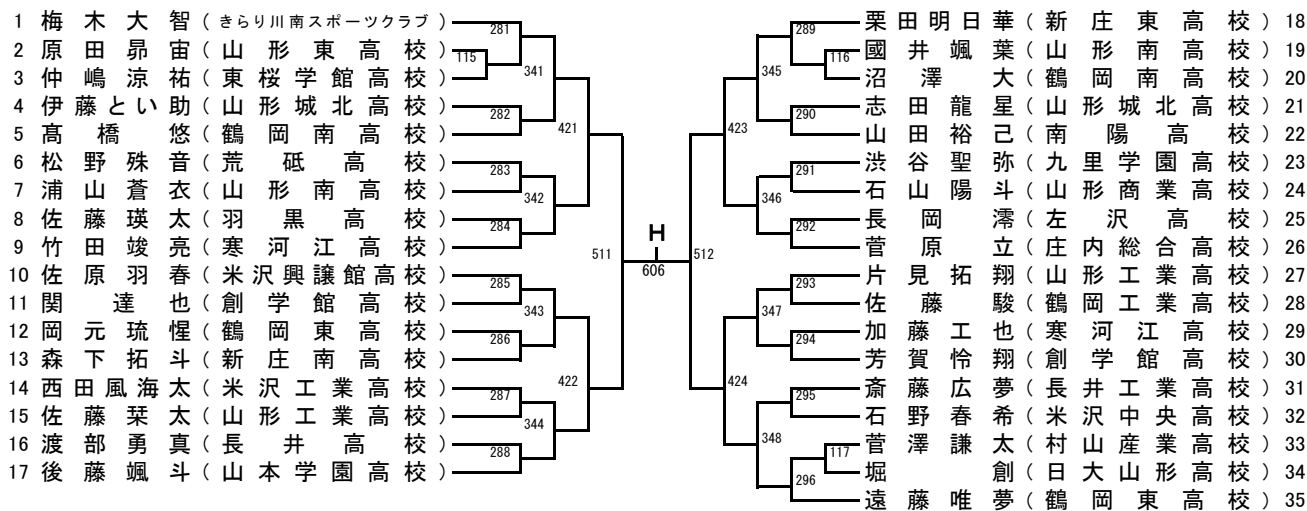 1 梅木大智(きらり川南スポーツクラブ)
2 原田昴宙(山形東高校)
3 仲嶋涼祐(東桜学館高校)
4 伊藤とい助(山形城北高校)
5 髙橋悠(鶴岡南高校)
6 松野殊音(荒砥高校)
7 浦山蒼衣(山形南高校)
8 佐藤瑛太(羽黒高校)
9 竹田竣亮(寒河江高校)
10 佐原羽春(米沢興譲館高校)
11 関達也(創学館高校)
12 岡元琉惺(鶴岡東高校)
13 森下拓斗(新庄南高校)
14 西田風海太(米沢工業高校)
15 佐藤栞太(山形工業高校)
16 渡部勇真(長井高校)
17 後藤颯斗(山本学園高校)
281
115
341
282
421
283
342
284
511
285
343
286
422
287
344
288
H
606
512
289
116
345
290
423
291
346
292
293
347
294
424
295
348
117
296
栗田明日華(新庄東高校) 18
國井颯葉(山形南高校) 19
沼澤大(鶴岡南高校) 20
志田龍星(山形城北高校) 21
山田裕己(南陽高校) 22
渋谷聖弥(九里学園高校) 23
石山陽斗(山形商業高校) 24
長岡澪(左沢高校) 25
菅原立(庄内総合高校) 26
片見拓翔(山形工業高校) 27
佐藤駿(鶴岡工業高校) 28
加藤工也(寒河江高校) 29
芳賀怜翔(創学館高校) 30
斎藤広夢(長井工業高校) 31
石野春希(米沢中央高校) 32
菅澤謙太(村山産業高校) 33
堀創(日大山形高校) 34
遠藤唯夢(鶴岡東高校) 35